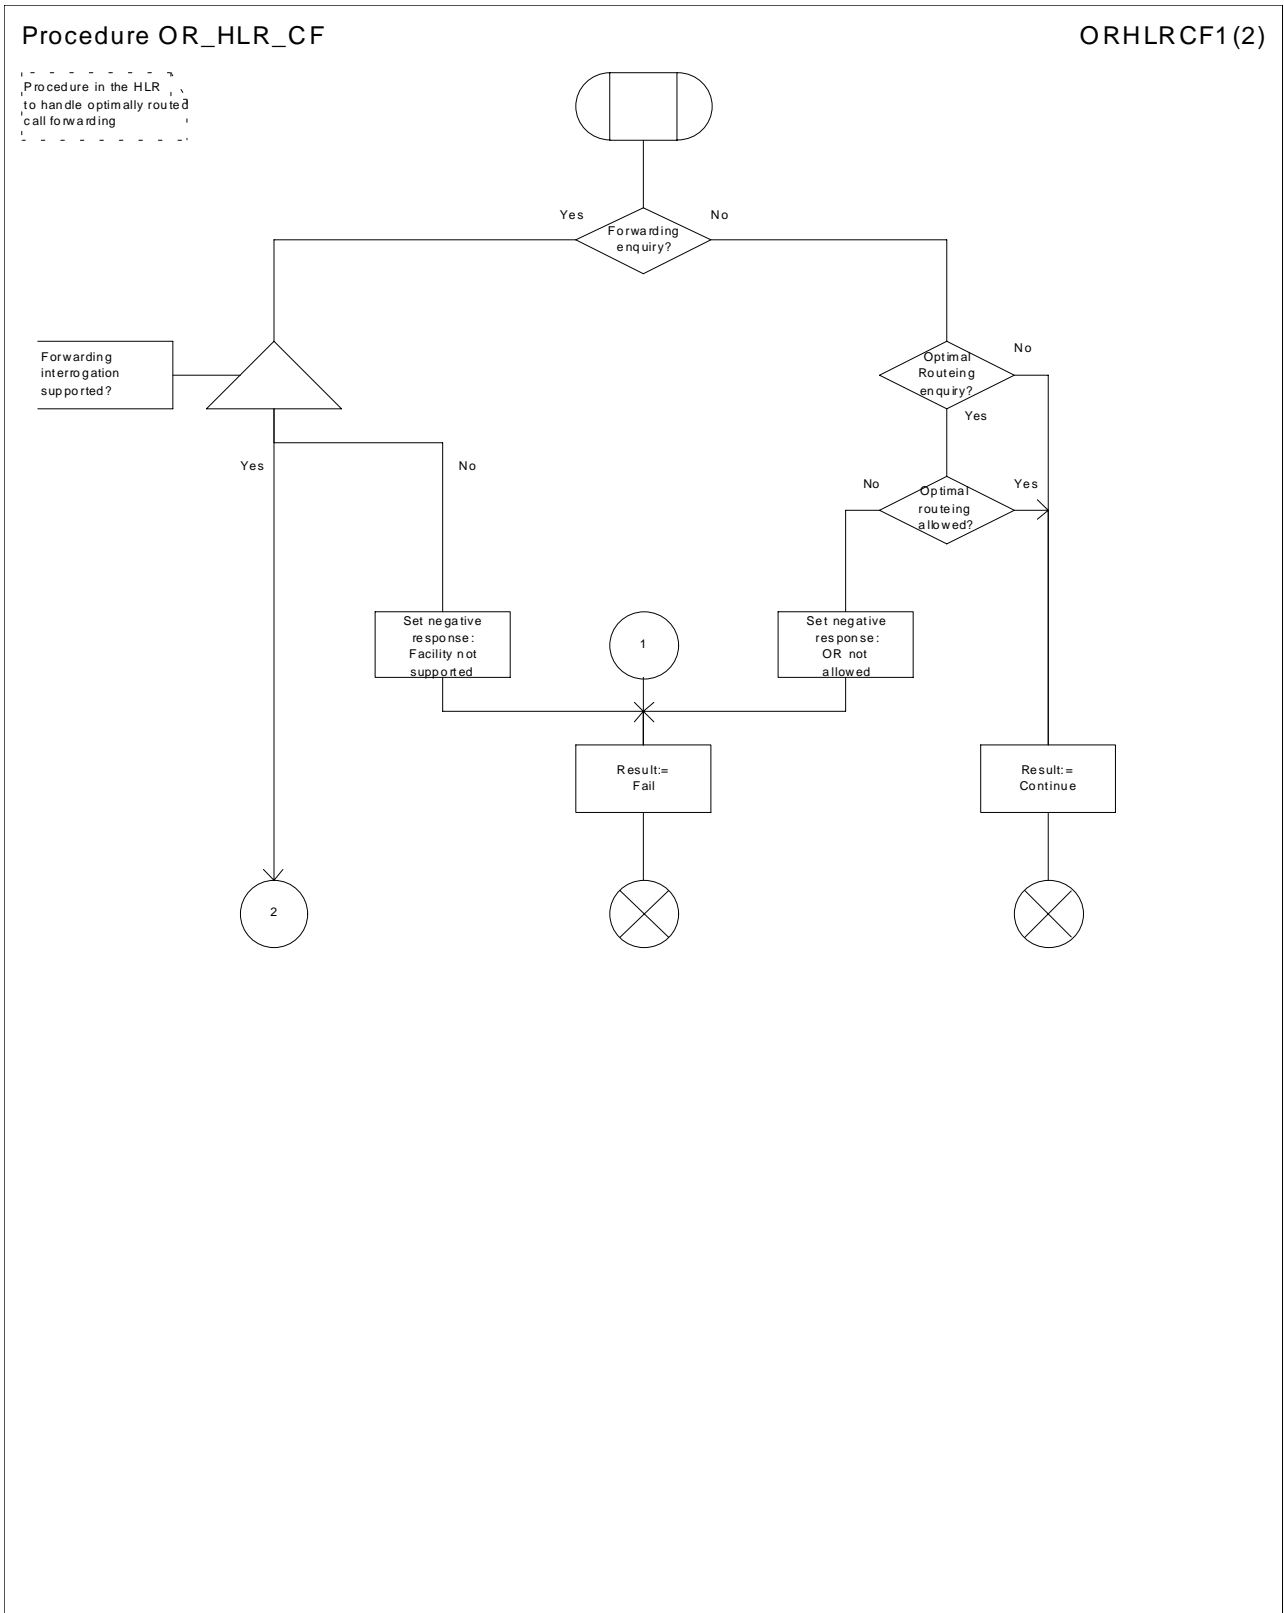 Procedure OR_HLR_CF
ORHLRCF1(2)
Procedure in the HLR
to handle optimally routed
call forwarding
Yes
No
Forwarding
enquiry?
Forwarding
interrogation
supported?
No
Optimal
Routeing
enquiry?
Yes
Yes
No
No
Yes
Optimal
routeing
allowed?
Set negative
response:
Facility not
supported
1
Set negative
response:
OR not
allowed
Result:=
Fail
Result:=
Continue
2